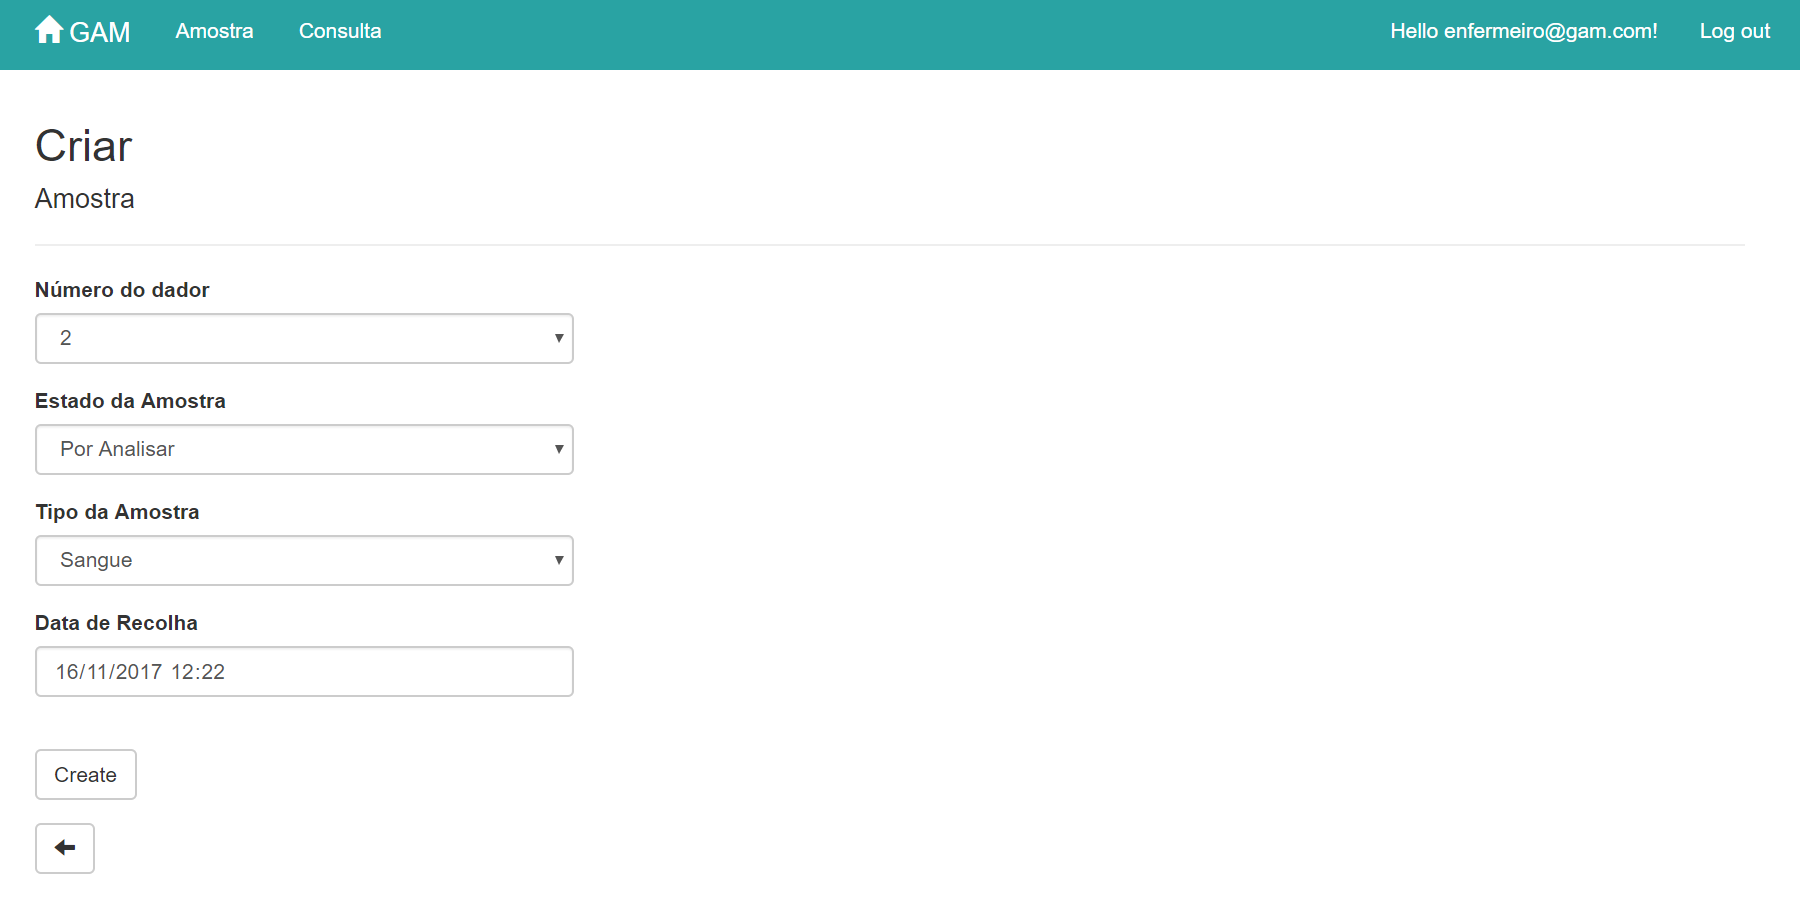 GAM Amostra Consulta Hello enfermeiro@gam.com! Log out
Criar
Amostra
Número do dador
2
Estado da Amostra
Por Analisar
Tipo da Amostra
Sangue
Data de Recolha
16/11/2017 12:22
Create